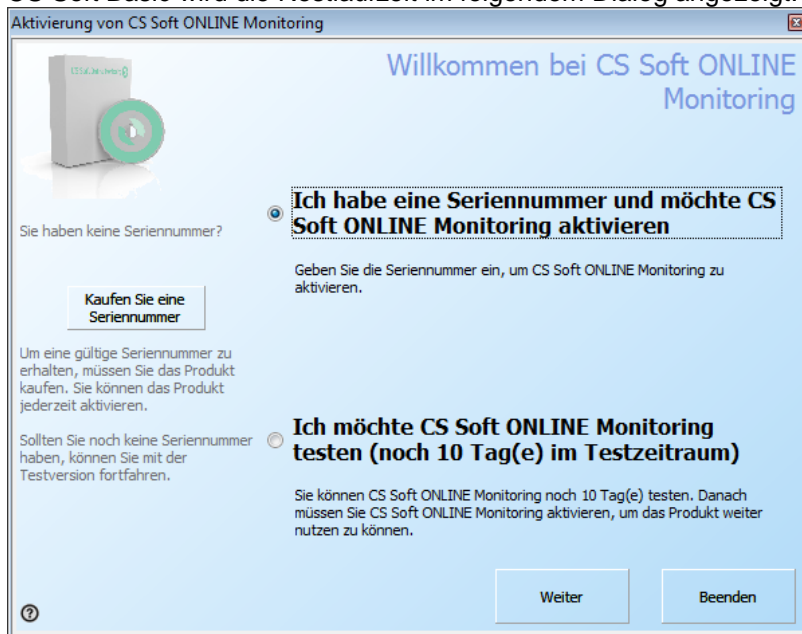 CS Soft Basic wird die Restlaufzeit im folgendem Dialog angezeigt.
Aktivierung von CS Soft ONLINE Monitoring
Willkommen bei CS Soft ONLINE
Monitoring
Sie haben keine Seriennummer?
Kaufen Sie eine
Seriennummer
Um eine gültige Seriennummer zu
erhalten, müssen Sie das Produkt
kaufen. Sie können das Produkt
jederzeit aktivieren.
Sollten Sie noch keine Seriennummer
haben, können Sie mit der
Testversion fortfahren.
Ich habe eine Seriennummer und möchte CS
Soft ONLINE Monitoring aktivieren
Geben Sie die Seriennummer ein, um CS Soft ONLINE Monitoring zu
aktivieren.
Ich möchte CS Soft ONLINE Monitoring
testen (noch 10 Tag(e) im Testzeitraum)
Sie können CS Soft ONLINE Monitoring noch 10 Tag(e) testen. Danach
müssen Sie CS Soft ONLINE Monitoring aktivieren, um das Produkt weiter
nutzen zu können.
Weiter
Beenden